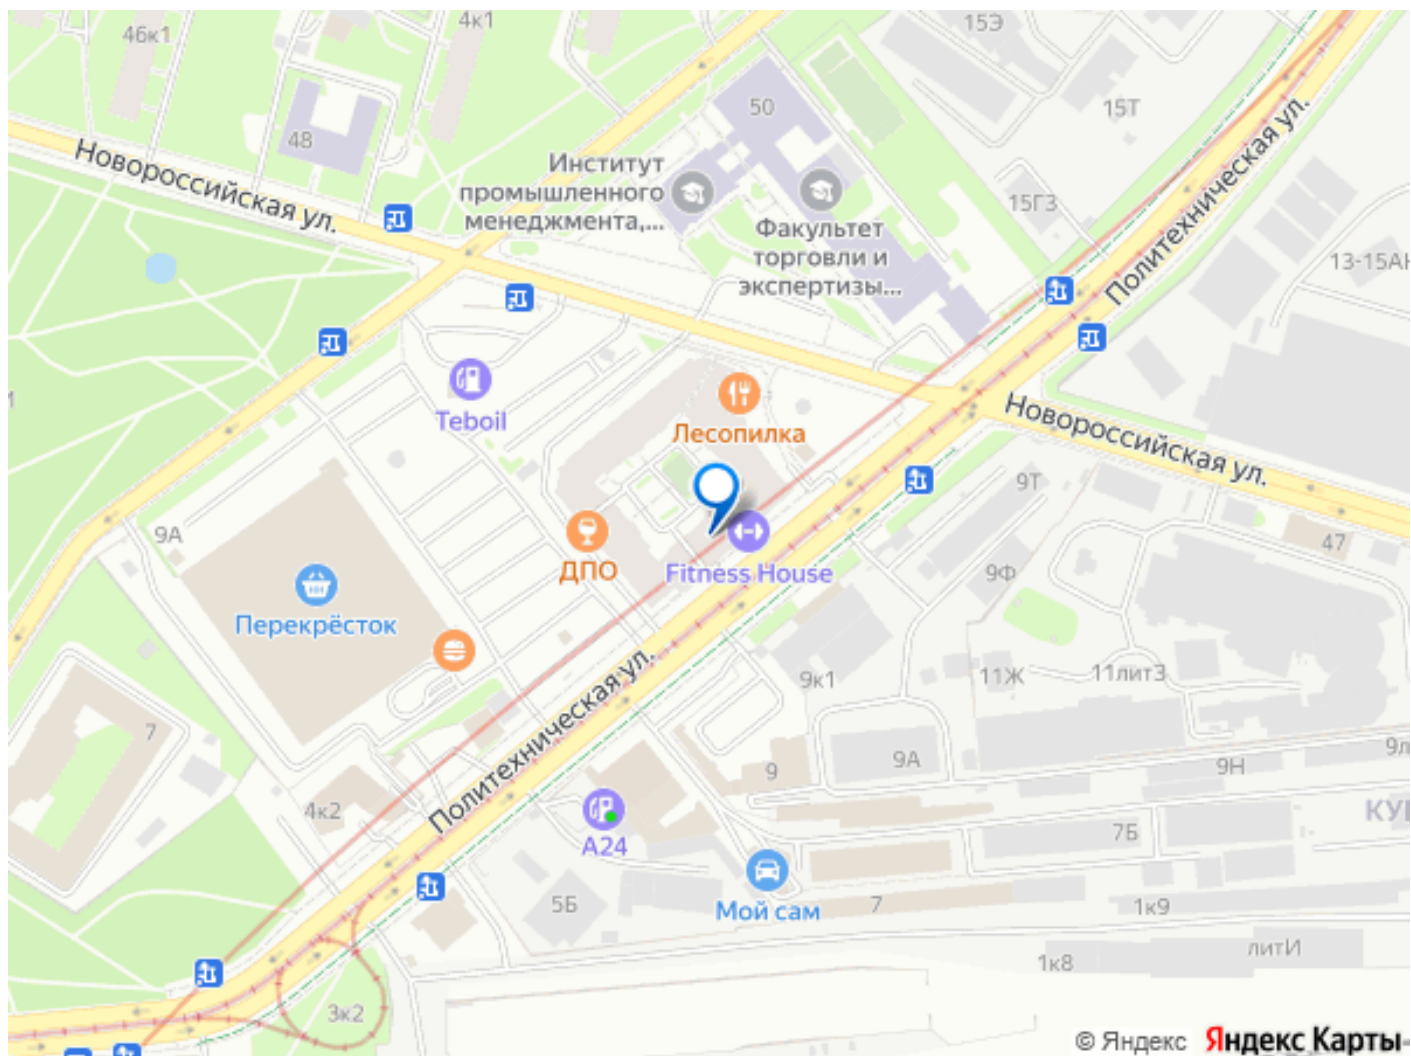 46к1
4к1
15Э
50
15Т
48
Новороссийская ул.
Институт
промышленного
менеджмента,...
Факультет
торговли и
экспертизы...
15Г3
Политехническая ул.
13-15А
Teboil
Лесопилка
Новороссийская ул.
9А
9Т
47
ДПО
Fitness House
9Ф
Перекрёсток
11Ж
11лит3
9к1
7
Политехническая ул.
9
9А
9Н
9л
4к2
А24
7Б
КУ
5Б
Мой сам
7
1к9
литИ
1к8
3к2
© Яндекс Яндекс Карты